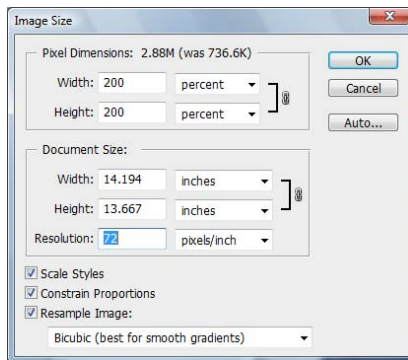 Image Size
Pixel Dimensions: 2.88M (was 736.6K)
Width: 200 percent
Height: 200 percent
OK
Cancel
Auto...
Document Size:
Width: 14.194 inches
Height: 13.667 inches
Resolution: 72 pixels/inch
Scale Styles
Constrain Proportions
Resample Image:
Bicubic (best for smooth gradients)